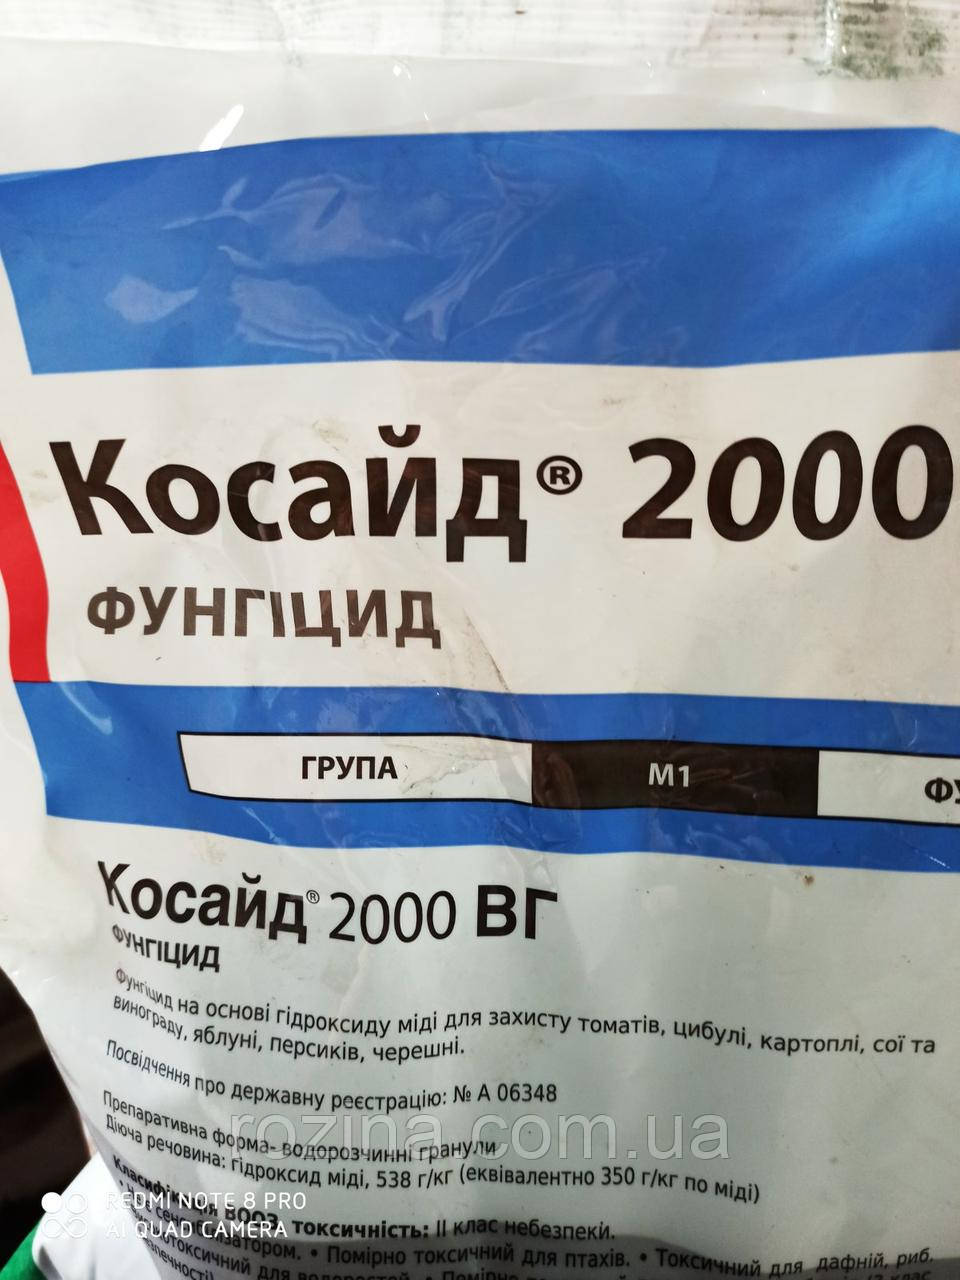 Косайд® 2000
ФУНГІЦИД
ГРУПА М1
Косайд® 2000 ВГ
ФУНГІЦИД
Фунгіцид на основі гідроксиду міді для захисту томатів, цибулі, картоплі, сої та
винограду, яблуні, персиків, черешні.
Посвідчення про державну реєстрацію: № А 06348
Препаративна форма- водорозчинні гранули
Діюча речовина: гідроксид міді, 538 г/кг (еквівалентно 350 г/кг по міді)
rozina.com.ua
Класифікація ВООЗ, токсичність: ІІ клас небезпеки.
• Помірно токсичний для птахів. • Токсичний для дафній, риб.
REDMI NOTE 8 PRO
AI QUAD CAMERA